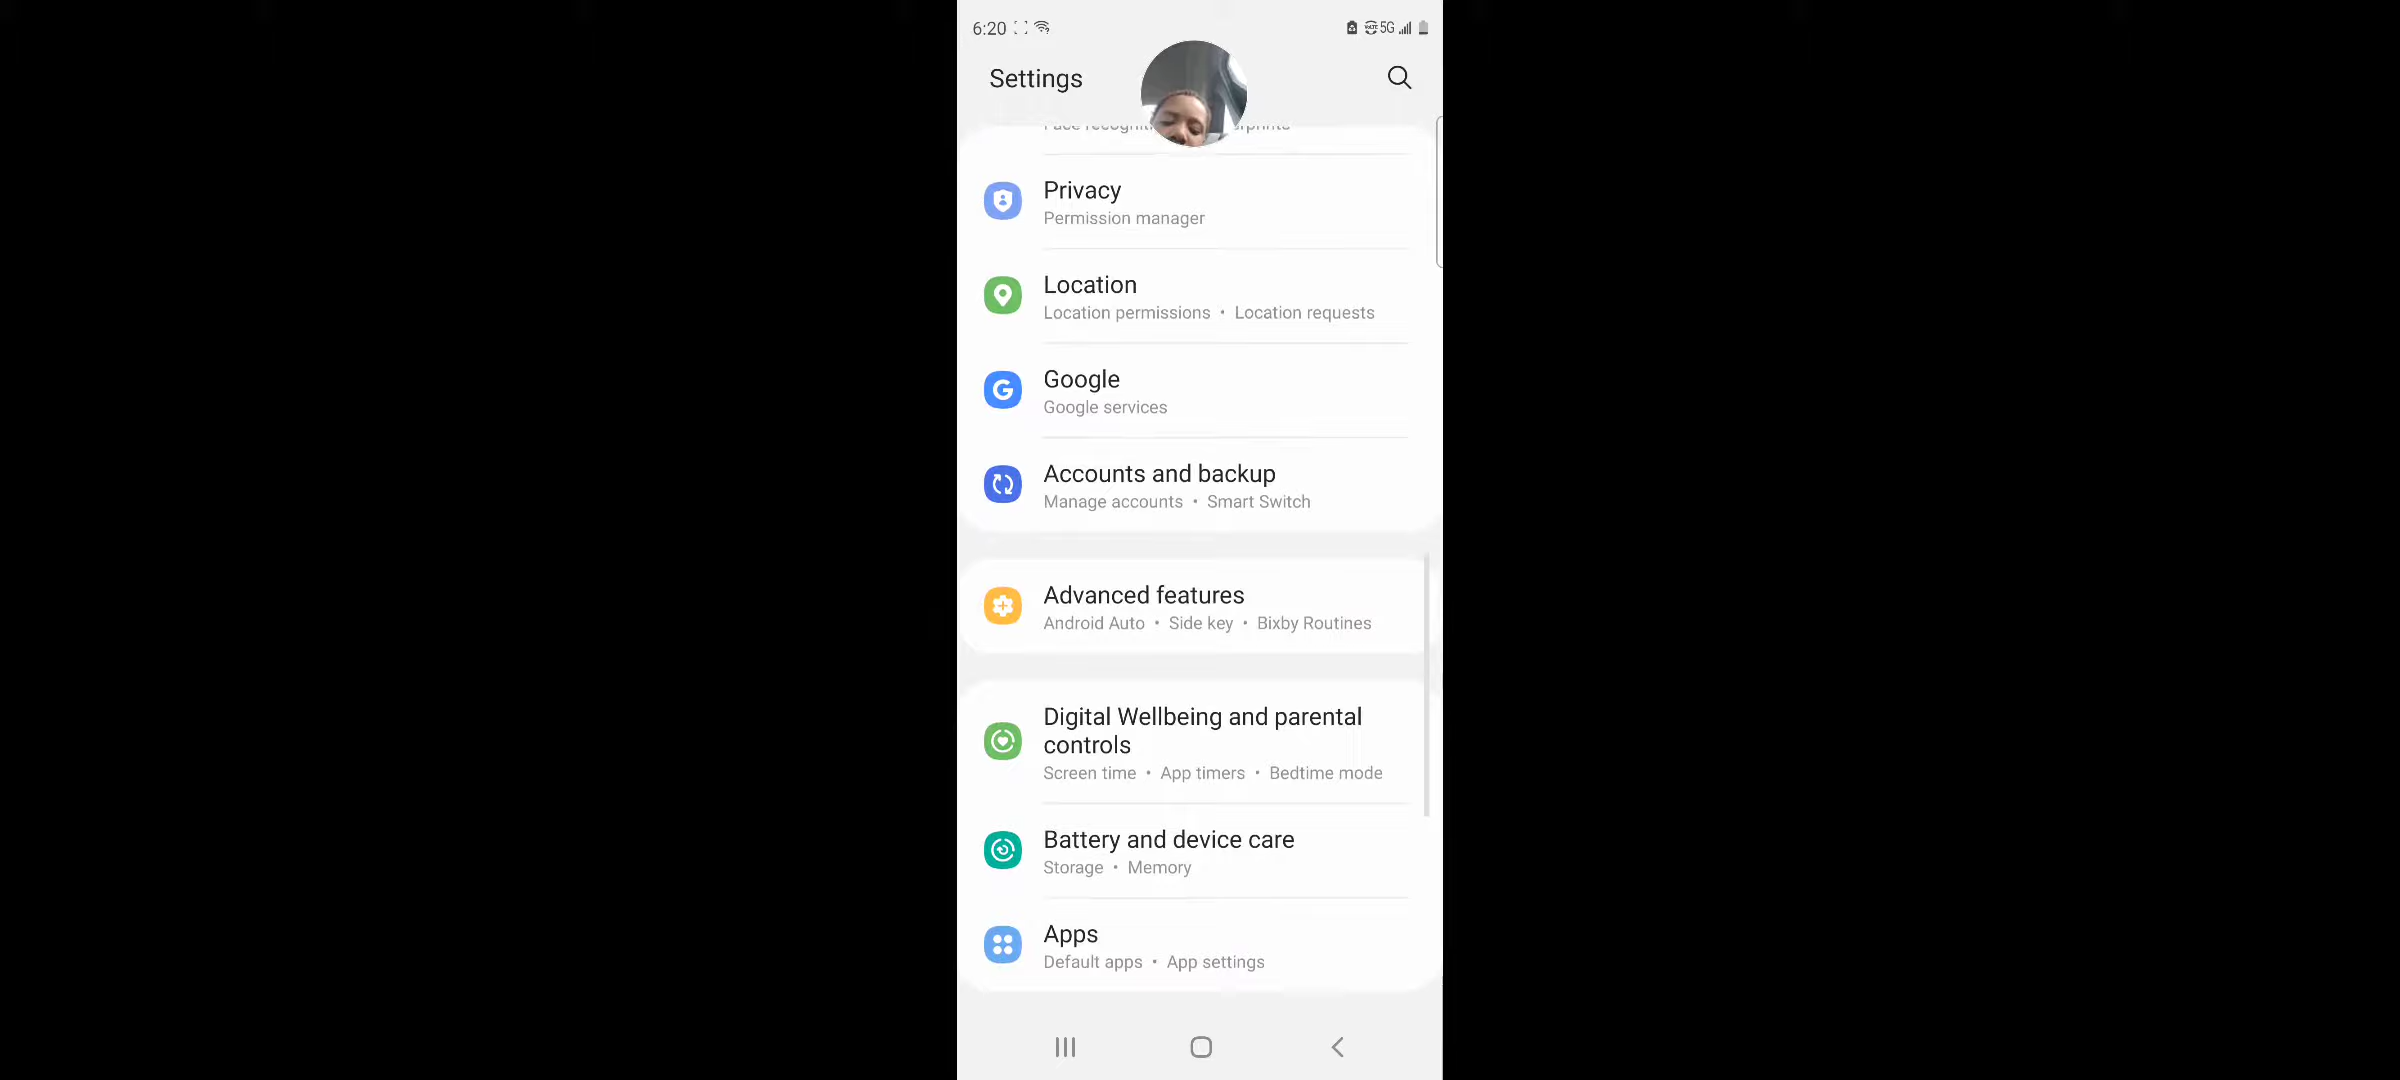 6:20 5G
Settings
Privacy
Permission manager
Location
Location permissions • Location requests
Google
Google services
Accounts and backup
Manage accounts • Smart Switch
Advanced features
Android Auto • Side key • Bixby Routines
Digital Wellbeing and parental
controls
Screen time • App timers • Bedtime mode
Battery and device care
Storage • Memory
Apps
Default apps • App settings